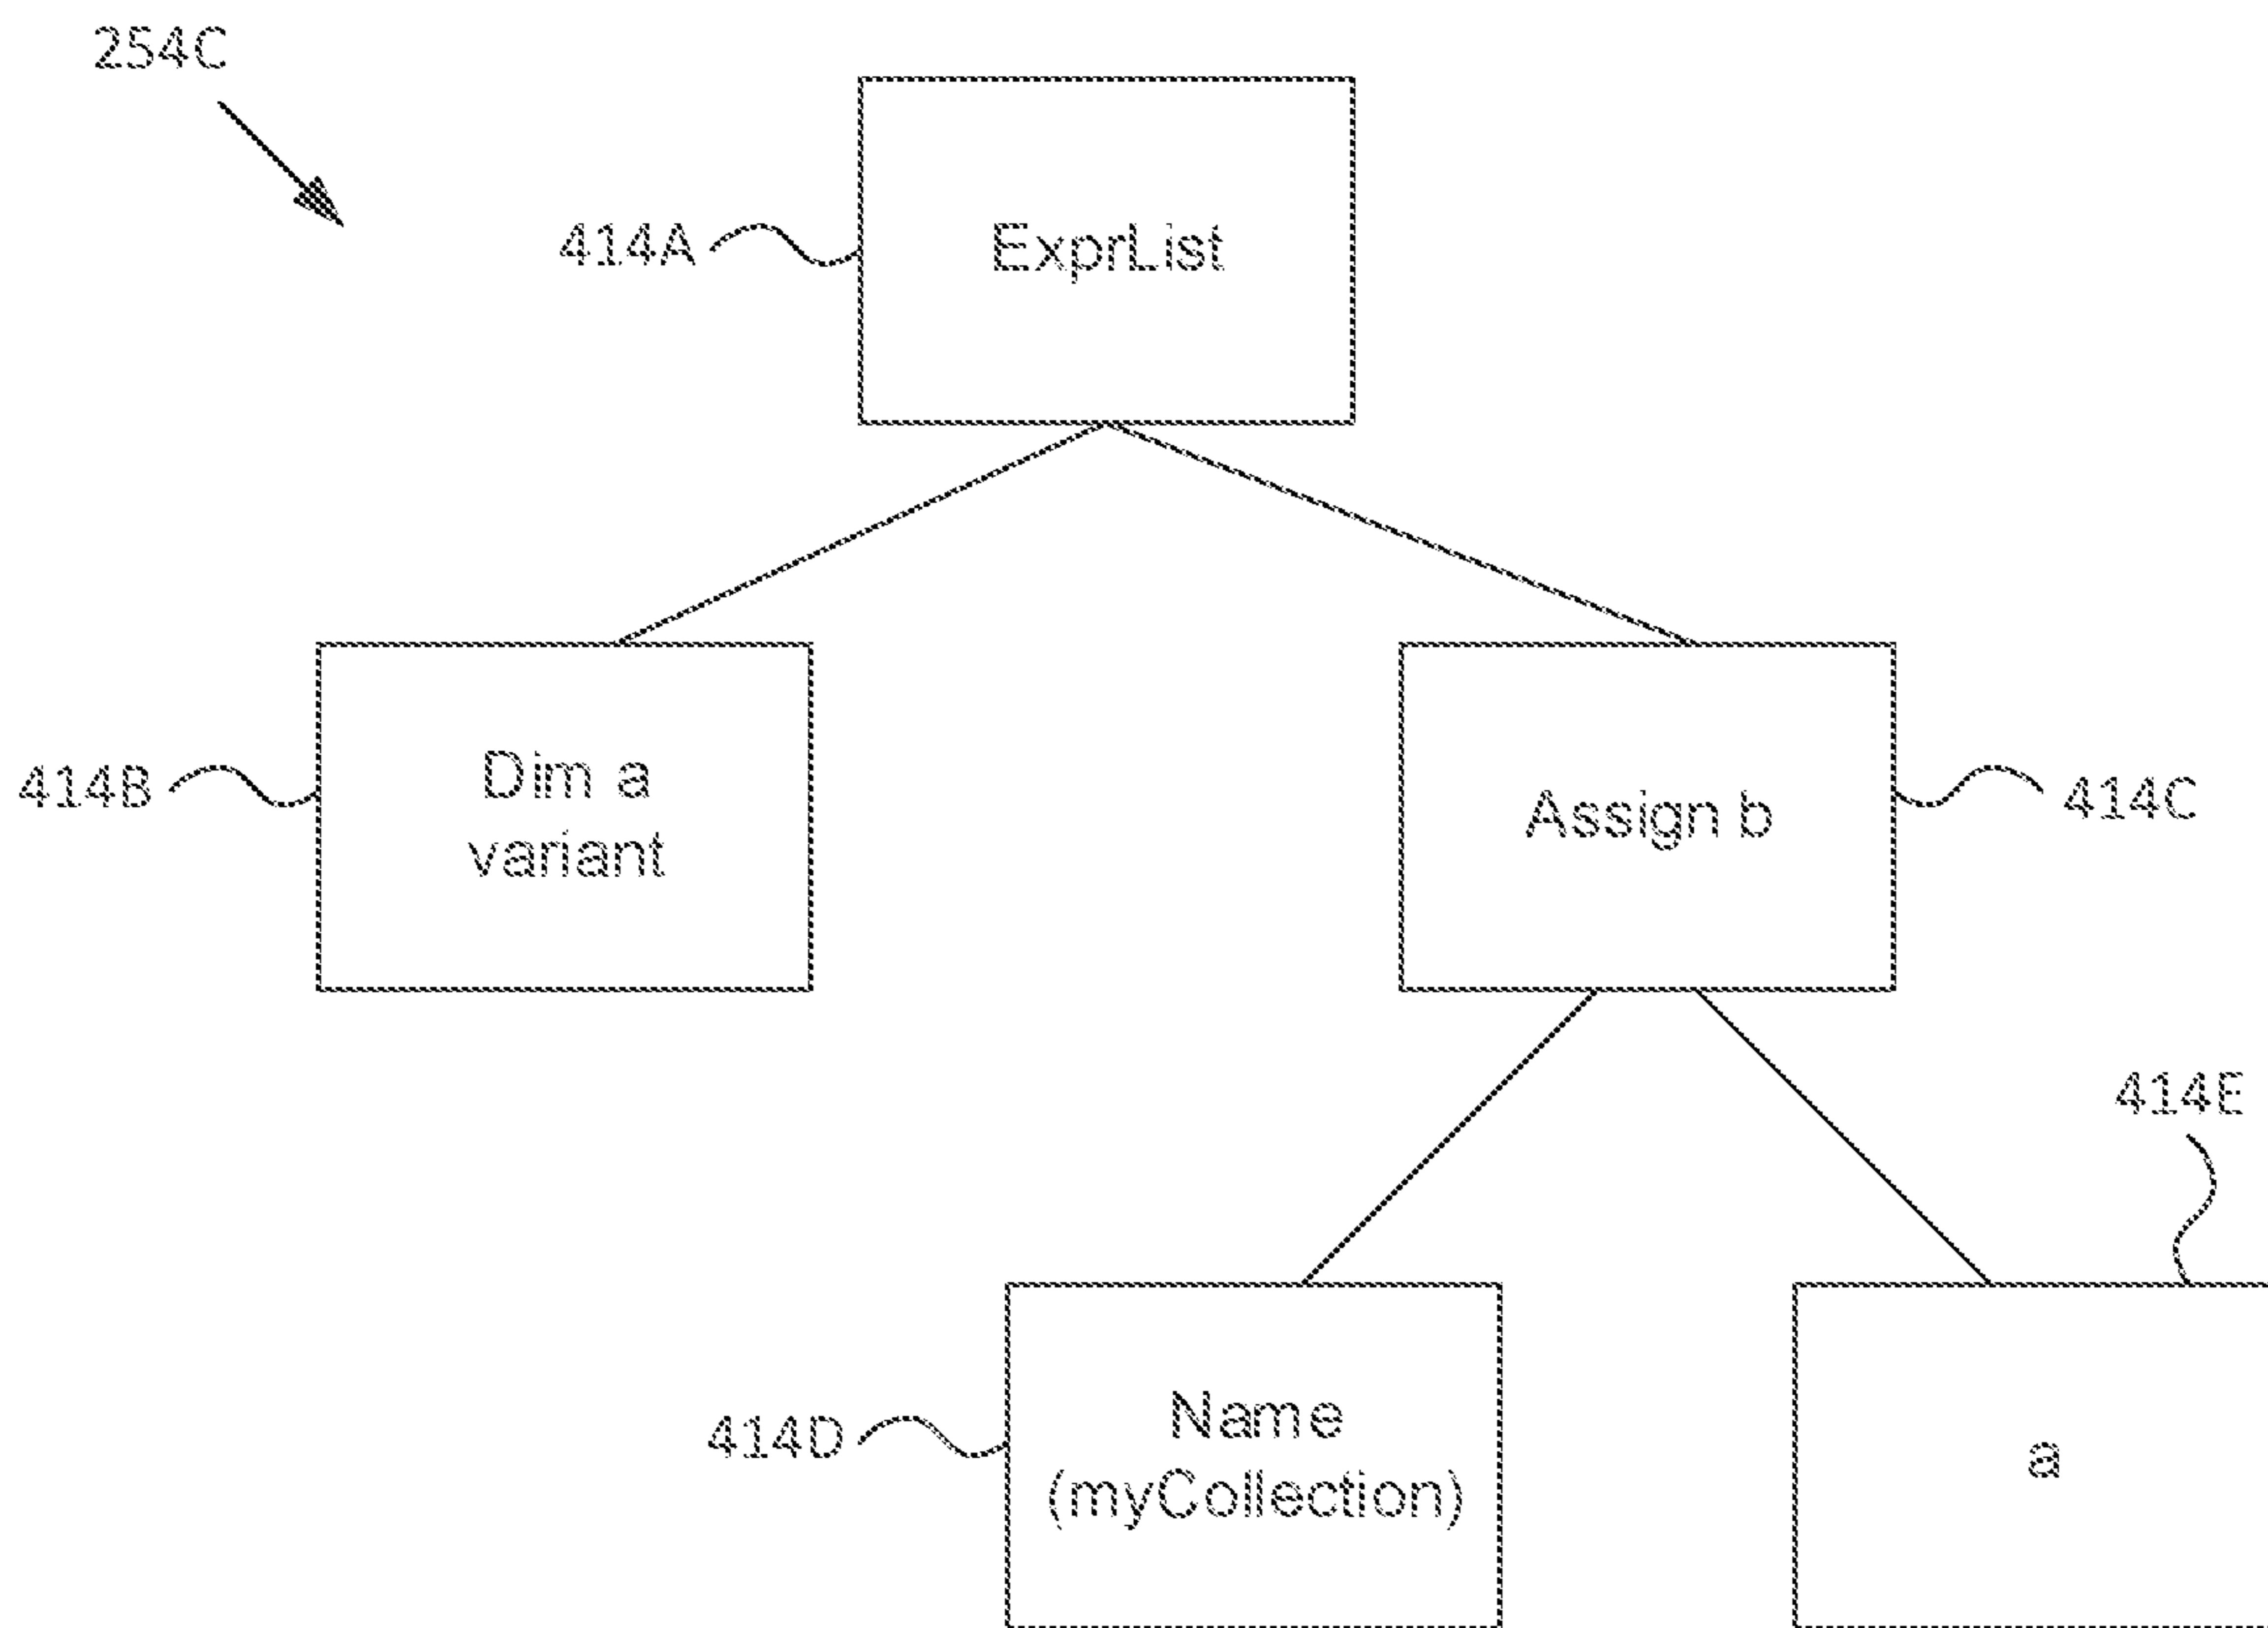 254C
414A
ExprList
414B
Dim a
variant
Assign b
414C
414E
414D
Name
(myCollection)
a